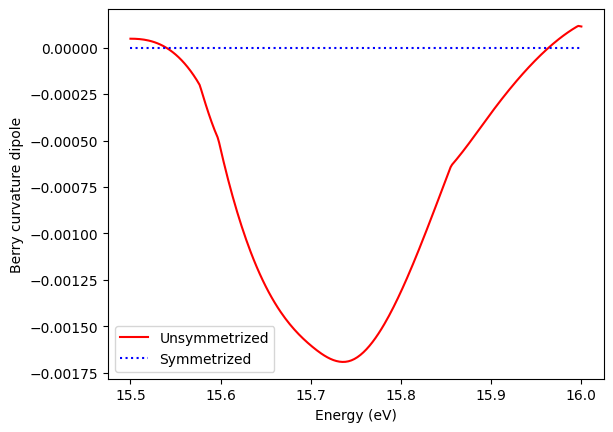 0.00000
−0.00025
−0.00050
−0.00075
−0.00100
−0.00125
−0.00150
−0.00175
Berry curvature dipole
Unsymmetrized
Symmetrized
15.5 15.6 15.7 15.8 15.9 16.0
Energy (eV)